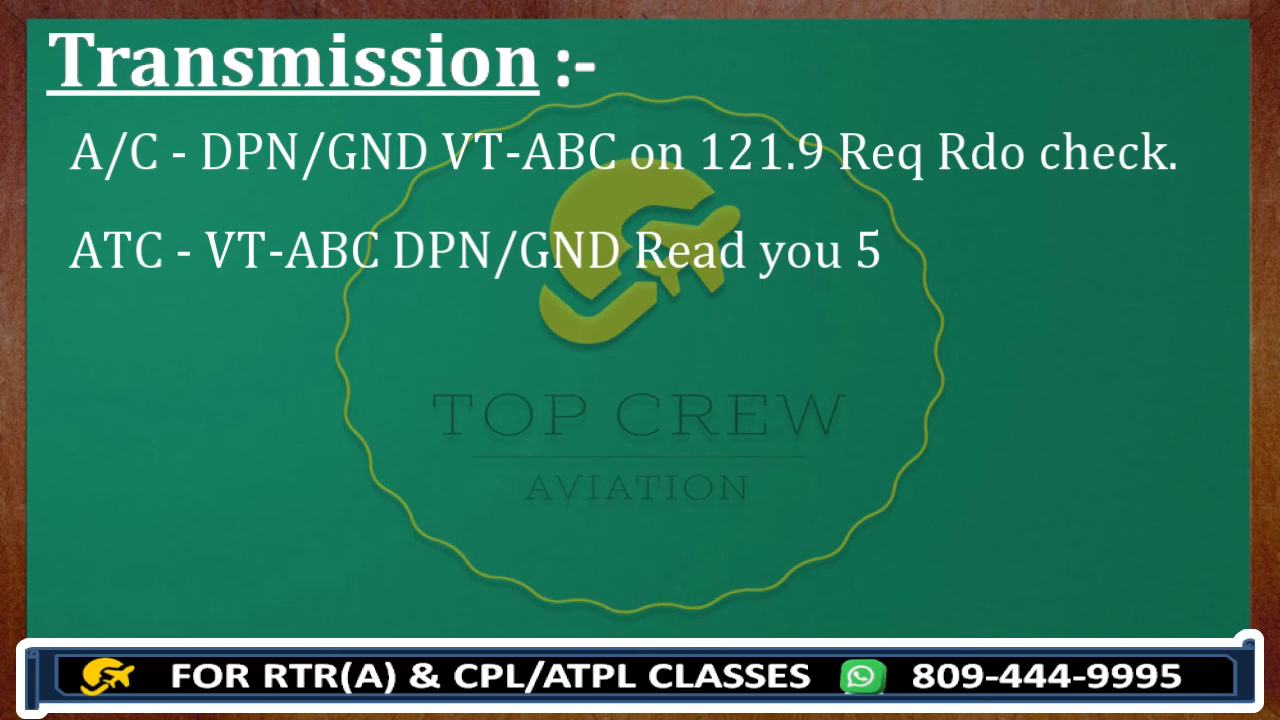 Transmission :-
A/C - DPN/GND VT-ABC on 121.9 Req Rdo check.
ATC - VT-ABC DPN/GND Read you 5
TOP CREW
AVIATION
FOR RTR(A) & CPL/ATPL CLASSES 809-444-9995